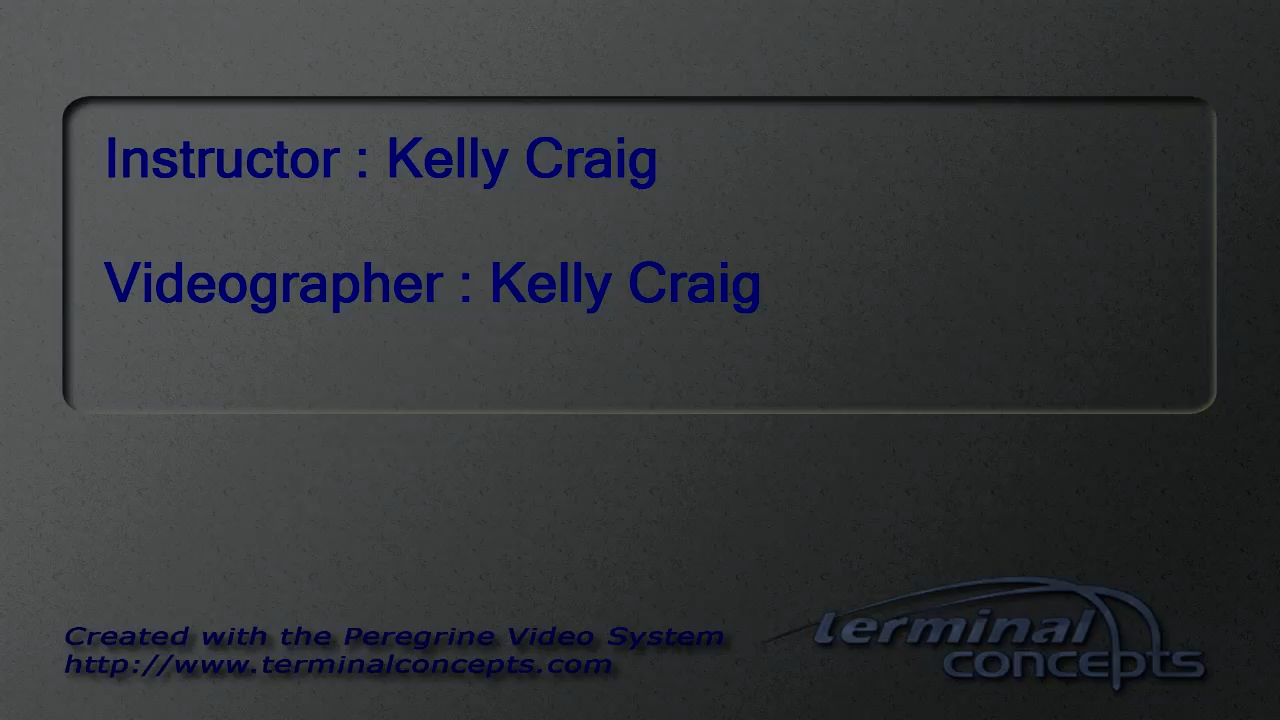 Instructor : Kelly Craig
Videographer : Kelly Craig
Created with the Peregrine Video System
http://www.terminalconcepts.com
terminal
concepts